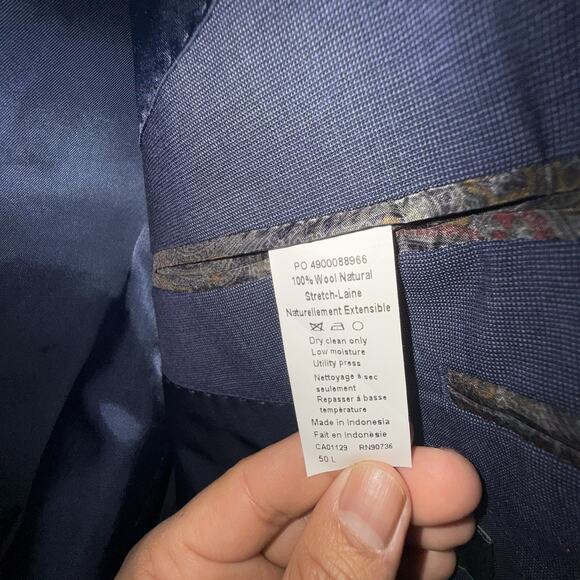 PO 4900088966
100% Wool Natural
Stretch-Laine
Naturellement Extensible
Dry clean only
Low moisture
Utility press
Nettoyage à sec
seulement
Repasser à basse
température
Made in Indonesia
Fait en Indonésie
CA01129 RN90736
50 L